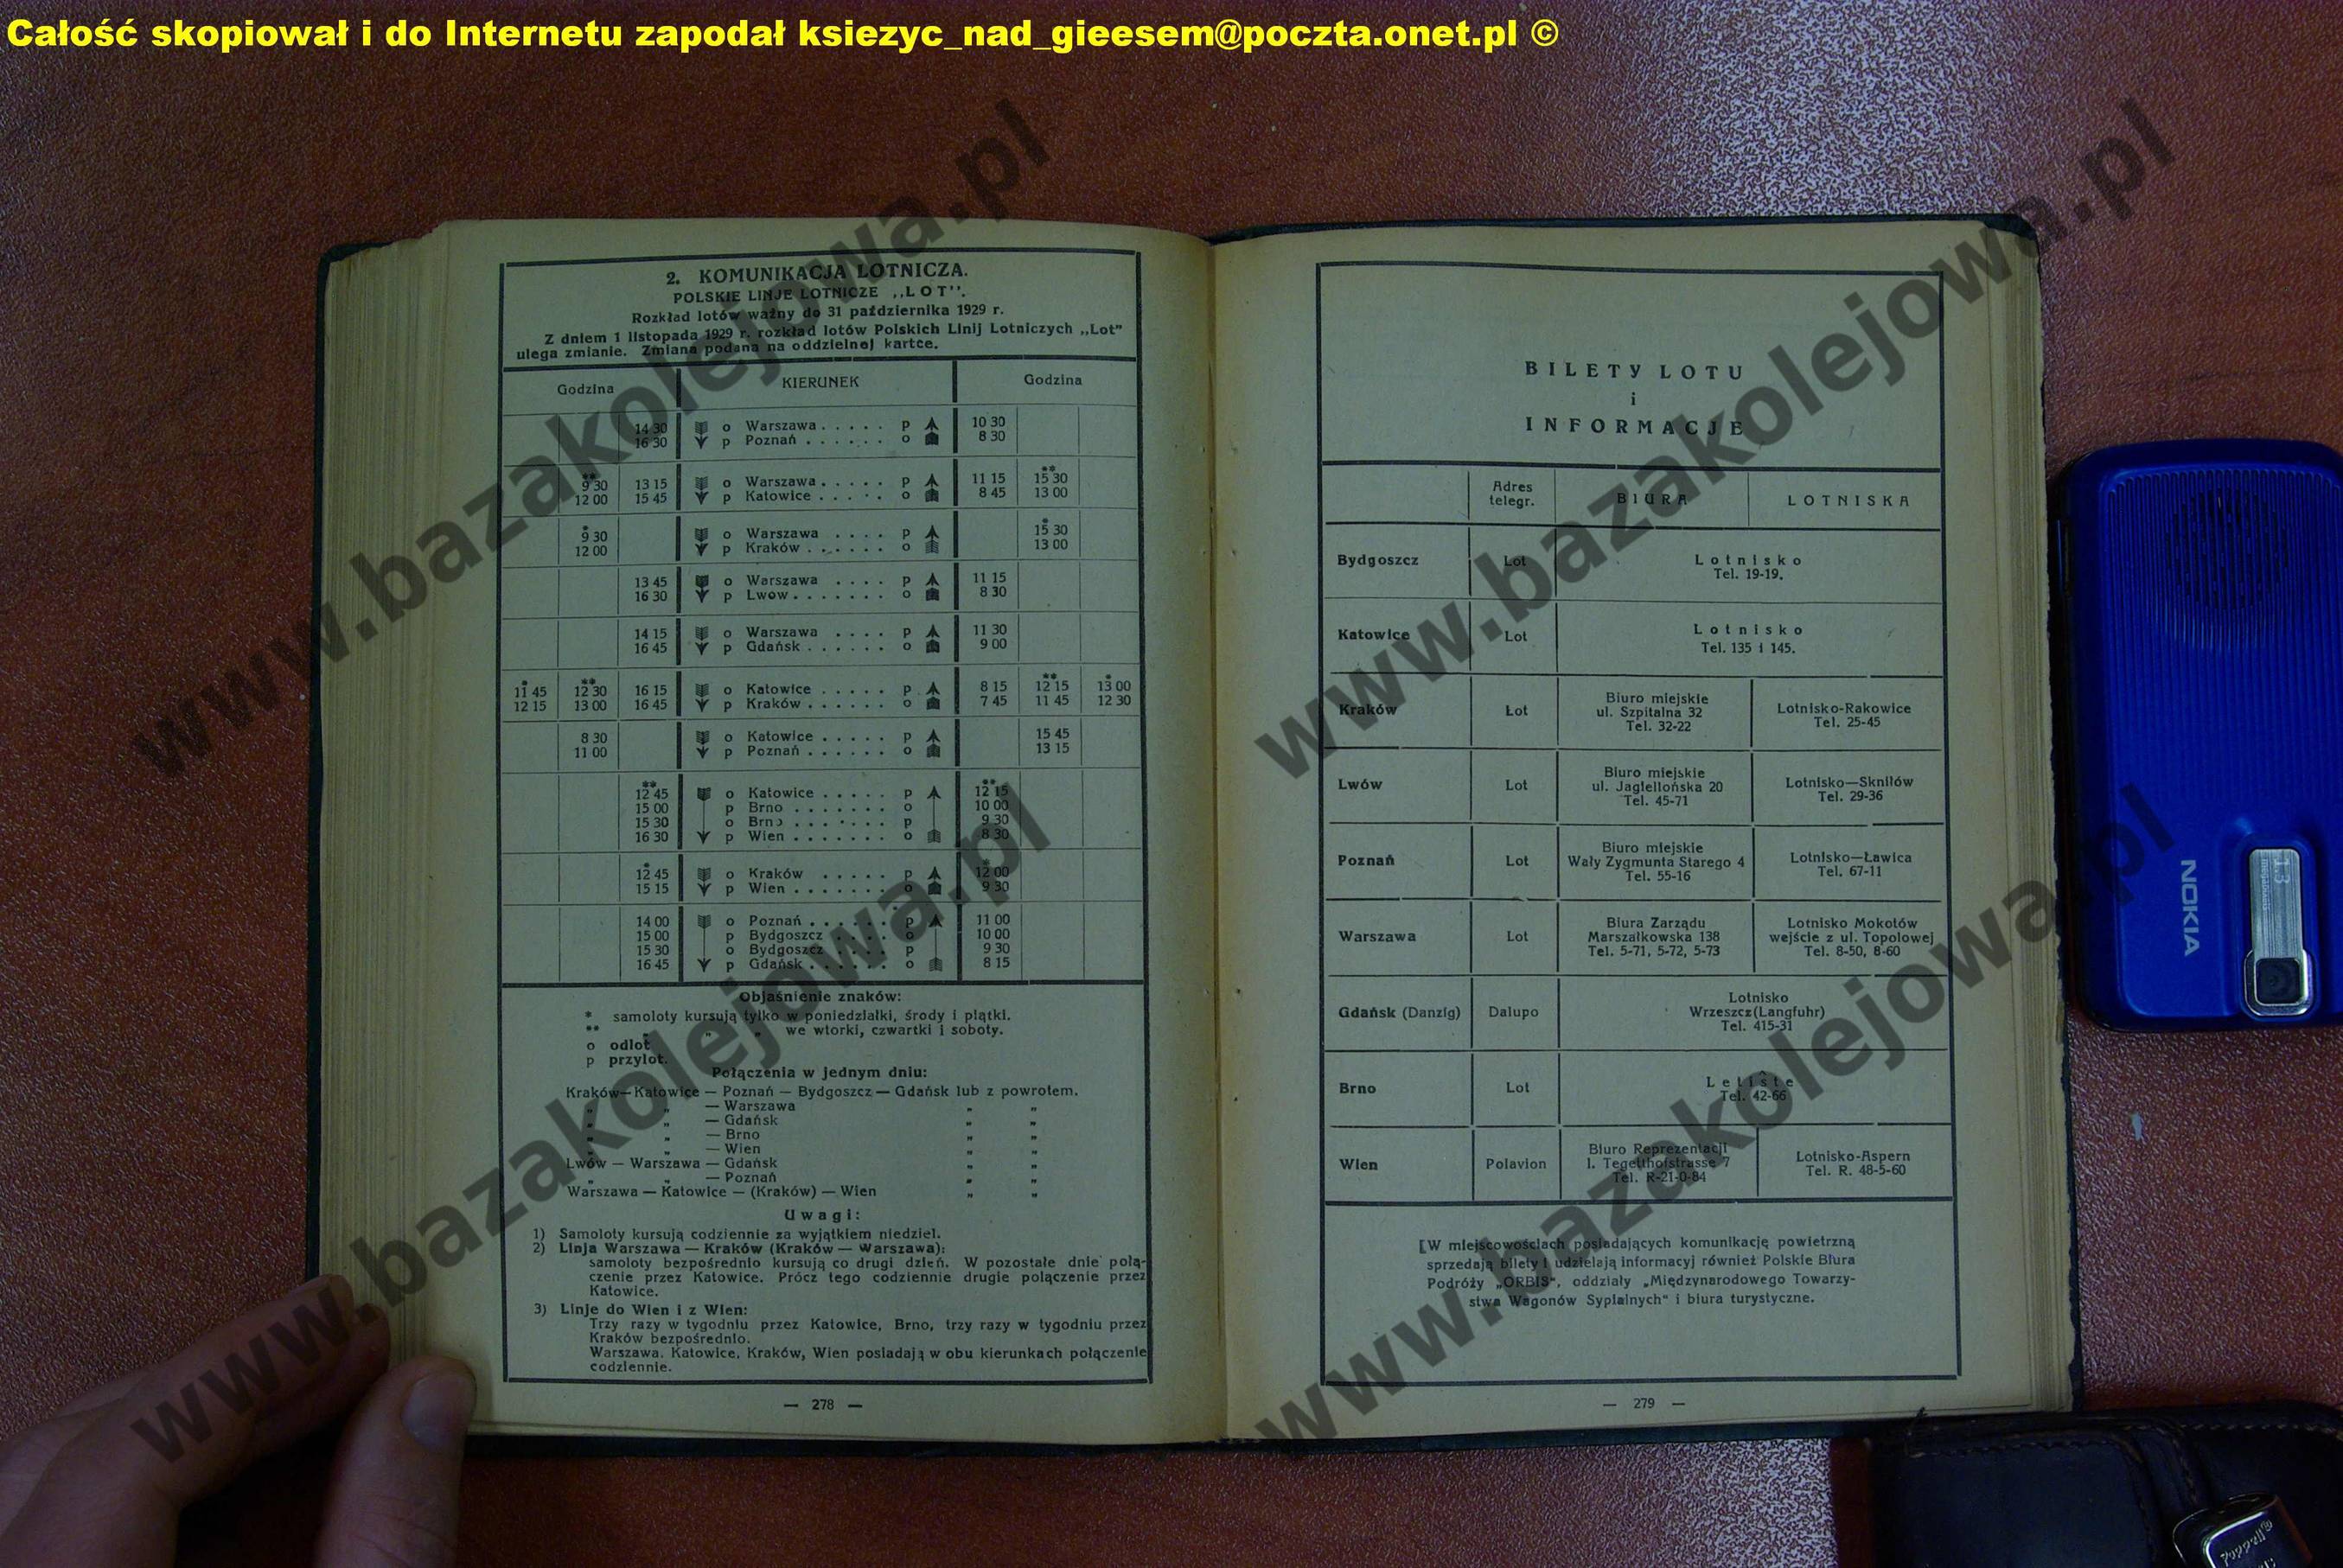 Całość skopiował i do Internetu zapodał ksiezyc_nad_gieesem@poczta.onet.pl ©
2. KOMUNIKACJA LOTNICZA.
POLSKIE LINJE LOTNICZE ,,LOT".
Rozkład lotów ważny do 31 października 1929 r.
Z dniem 1 listopada 1929 r. rozkład lotów Polskich Linij Lotniczych „Lot"
ulega zmianie. Zmiana podana na oddzielnej kartce.
Godzina KIERUNEK Godzina
14 30 o Warszawa . . . . . p 10 30
16 30 p Poznań . . . . . . o 8 30
** **
9 30 13 15 o Warszawa . . . . . p 11 15 15 30
12 00 15 45 p Katowice . . . . . o 8 45 13 00
* *
9 30 o Warszawa . . . . p 15 30
12 00 p Kraków . . . . . . o 13 00
13 45 o Warszawa . . . . p 11 15
16 30 p Lwów . . . . . . . o 8 30
14 15 o Warszawa . . . . p 11 30
16 45 p Gdańsk . . . . . . o 9 00
* ** ** *
11 45 12 30 16 15 o Katowice . . . . . p 8 15 12 15 13 00
12 15 13 00 16 45 p Kraków . . . . . . o 7 45 11 45 12 30
8 30 o Katowice . . . . . p 15 45
11 00 p Poznań . . . . . . o 13 15
** **
12 45 o Katowice . . . . . p 12 15
15 00 p Brno . . . . . . . o 10 00
15 30 o Brno . . . . . . . p 9 30
16 30 p Wien . . . . . . . o 8 30
* *
12 45 o Kraków . . . . . p 12 00
15 15 p Wien . . . . . . . o 9 30
14 00 o Poznań . . . . . . p 11 00
15 00 p Bydgoszcz . . . . o 10 00
15 30 o Bydgoszcz . . . . p 9 30
16 45 p Gdańsk . . . . . . o 8 15
Objaśnienie znaków:
* samoloty kursują tylko w poniedziałki, środy i piątki.
** „ „ „ we wtorki, czwartki i soboty.
o odlot
p przylot.
Połączenia w jednym dniu:
Kraków—Katowice — Poznań — Bydgoszcz — Gdańsk lub z powrotem.
„ „ — Warszawa „ „
„ „ — Gdańsk „ „
„ „ — Brno „ „
„ „ — Wien „ „
Lwów — Warszawa — Gdańsk „ „
„ „ — Poznań „ „
Warszawa — Katowice — (Kraków) — Wien „ „
Uwagi:
1) Samoloty kursują codziennie za wyjątkiem niedziel.
2) Linja Warszawa — Kraków (Kraków — Warszawa):
samoloty bezpośrednio kursują co drugi dzień. W pozostałe dnie połą-
czenie przez Katowice. Prócz tego codziennie drugie połączenie przez
Katowice.
3) Linje do Wien i z Wien:
Trzy razy w tygodniu przez Katowice, Brno, trzy razy w tygodniu przez
Kraków bezpośrednio.
Warszawa, Katowice, Kraków, Wien posiadają w obu kierunkach połączenie
codziennie.
— 278 —
BILETY LOTU
i
INFORMACJE
Adres telegr. BIURA LOTNISKA
Bydgoszcz Lot Lotnisko
Tel. 19-19.
Katowice Lot Lotnisko
Tel. 135 i 145.
Kraków Lot Biuro miejskie
ul. Szpitalna 32
Tel. 32-22
Lotnisko-Rakowice
Tel. 25-45
Lwów Lot Biuro miejskie
ul. Jagiellońska 20
Tel. 45-71
Lotnisko—Skniłów
Tel. 29-36
Poznań Lot Biuro miejskie
Wały Zygmunta Starego 4
Tel. 55-16
Lotnisko—Ławica
Tel. 67-11
Warszawa Lot Biura Zarządu
Marszałkowska 138
Tel. 5-71, 5-72, 5-73
Lotnisko Mokotów
wejście z ul. Topolowej
Tel. 8-50, 8-60
Gdańsk (Danzig) Dalupo Lotnisko
Wrzeszcz (Langfuhr)
Tel. 415-31
Brno Lot Letiště
Tel. 42-66
Wien Polavion Biuro Reprezentacji
I. Tegetthofstrasse 7
Tel. R-21-0-84
Lotnisko-Aspern
Tel. R. 48-5-60
[W miejscowościach posiadających komunikację powietrzną
sprzedają bilety i udzielają informacyj również Polskie Biura
Podróży „ORBIS", oddziały „Międzynarodowego Towarzy-
stwa Wagonów Sypialnych" i biura turystyczne.
— 279 —
NOKIA
1.3
megapixels
www.bazakolejowa.pl
www.bazakolejowa.pl
www.bazakolejowa.pl
www.bazakolejowa.pl